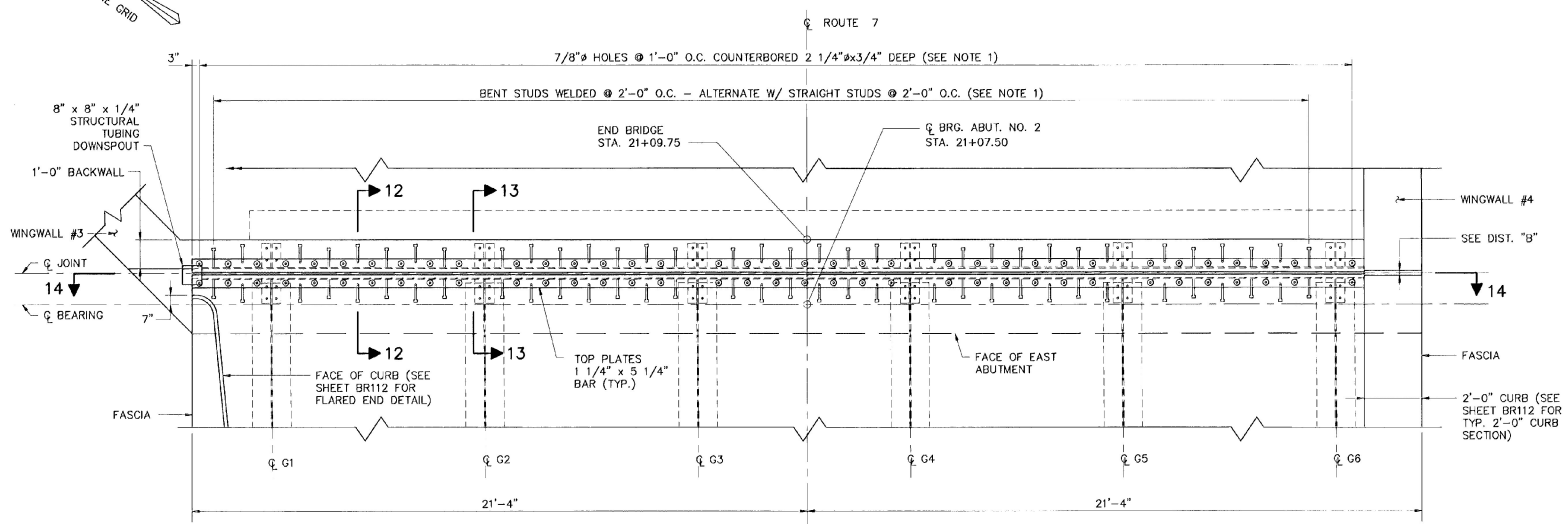 GRID
℄ ROUTE 7
3"
7/8"ø HOLES @ 1'-0" O.C. COUNTERBORED 2 1/4"øx3/4" DEEP (SEE NOTE 1)
8" x 8" x 1/4"
STRUCTURAL
TUBING
DOWNSPOUT
BENT STUDS WELDED @ 2'-0" O.C. – ALTERNATE W/ STRAIGHT STUDS @ 2'-0" O.C. (SEE NOTE 1)
END BRIDGE
STA. 21+09.75
℄ BRG. ABUT. NO. 2
STA. 21+07.50
1'-0" BACKWALL
12
13
WINGWALL #3
WINGWALL #4
SEE DIST. "B"
℄ JOINT
14
14
℄ BEARING
7"
12
13
TOP PLATES
1 1/4" x 5 1/4"
BAR (TYP.)
FACE OF EAST
ABUTMENT
FASCIA
FACE OF CURB (SEE
SHEET BR112 FOR
FLARED END DETAIL)
FASCIA
2'-0" CURB (SEE
SHEET BR112 FOR
TYP. 2'-0" CURB
SECTION)
℄ G1
℄ G2
℄ G3
℄ G4
℄ G5
℄ G6
21'-4"
21'-4"